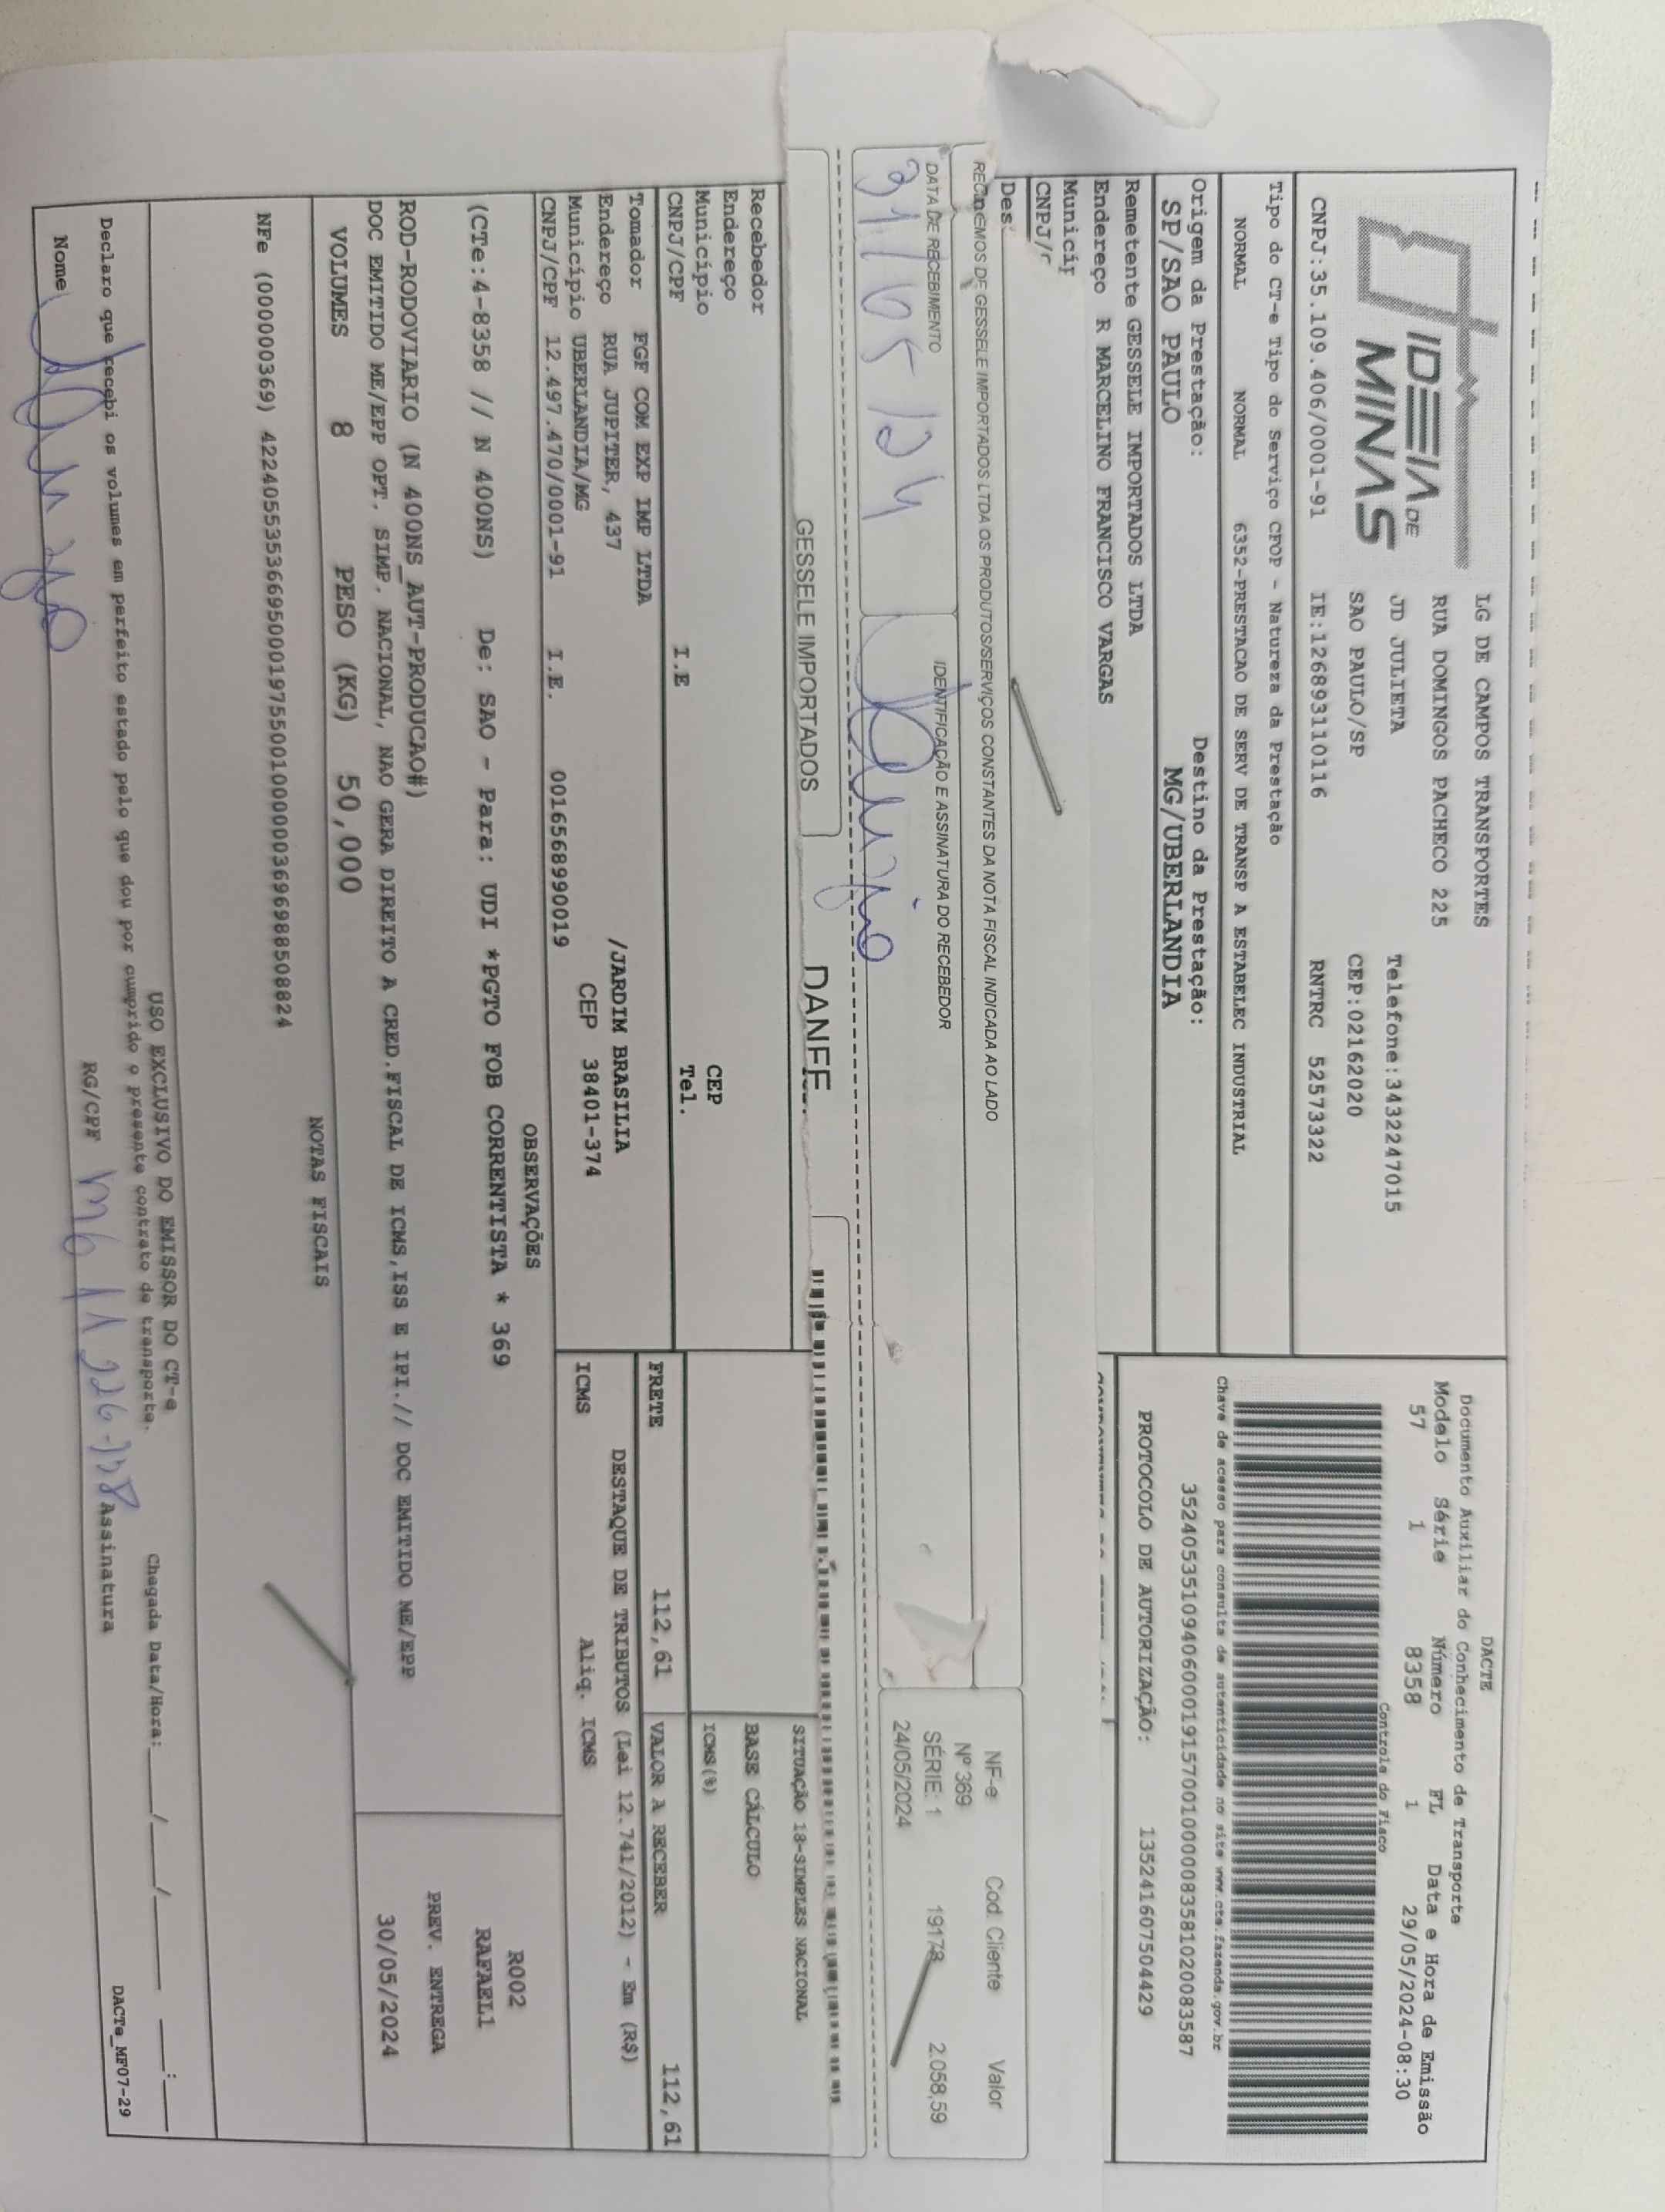 IDEIA DE
MINAS
LG DE CAMPOS TRANSPORTES
RUA DOMINGOS PACHECO 225
JD JULIETA Telefone:3432247015
SAO PAULO/SP CEP:02162020
CNPJ:35.109.406/0001-91 IE:126893110116 RNTRC 52573322
Tipo do CT-e Tipo do Serviço CFOP - Natureza da Prestação
NORMAL NORMAL 6352-PRESTACAO DE SERV DE TRANSP A ESTABELEC INDUSTRIAL
Origem da Prestação: Destino da Prestação:
SP/SAO PAULO MG/UBERLANDIA
Remetente GESSELE IMPORTADOS LTDA
Endereço R MARCELINO FRANCISCO VARGAS
Municíp
CNPJ/C
Des
DACTE
Documento Auxiliar do Conhecimento de Transporte
Modelo Série Número FL Data e Hora de Emissão
57 1 8358 1 29/05/2024-08:30
Controle do Fisco
Chave de acesso para consulta de autenticidade no site www.cte.fazenda.gov.br
35240535109406000191570010000083581020083587
PROTOCOLO DE AUTORIZAÇÃO: 135241607504429
RECEBEMOS DE GESSELE IMPORTADOS LTDA OS PRODUTOS/SERVIÇOS CONSTANTES DA NOTA FISCAL INDICADA AO LADO
DATA DE RECEBIMENTO IDENTIFICAÇÃO E ASSINATURA DO RECEBEDOR
31/05/24
NF-e Cod. Cliente Valor
Nº 369
SÉRIE: 1 19178 2.058,59
24/05/2024
GESSELE IMPORTADOS DANFE
Recebedor
Endereço
Município CEP
CNPJ/CPF I.E Tel.
SITUAÇÃO 18-SIMPLES NACIONAL
BASE CÁLCULO
ICMS(%)
Tomador FGF COM EXP IMP LTDA
Endereço RUA JUPITER, 437 /JARDIM BRASILIA
Município UBERLANDIA/MG CEP 38401-374
CNPJ/CPF 12.497.470/0001-91 I.E. 0016568990019
FRETE 112,61 VALOR A RECEBER 112,61
DESTAQUE DE TRIBUTOS (Lei 12.741/2012) - Em (R$)
ICMS Aliq. ICMS
OBSERVAÇÕES
(CTe:4-8358 // N 400NS) De: SAO - Para: UDI *PGTO FOB CORRENTISTA * 369
ROD-RODOVIARIO (N 400NS_AUT-PRODUCAO#)
DOC EMITIDO ME/EPP OPT. SIMP. NACIONAL, NAO GERA DIREITO A CRED.FISCAL DE ICMS,ISS E IPI.// DOC EMITIDO ME/EPP
R002
RAFAEL1
PREV. ENTREGA
30/05/2024
VOLUMES 8 PESO (KG) 50,000
NOTAS FISCAIS
NFe (000000369) 42240553536695000197550010000003696988508824
USO EXCLUSIVO DO EMISSOR DO CT-e
Declaro que recebi os volumes em perfeito estado pelo que dou por cumprido o presente contrato de transporte. Chegada Data/Hora:___/___/_____ ___:___
Nome RG/CPF Assinatura
DACTe_MF07-29